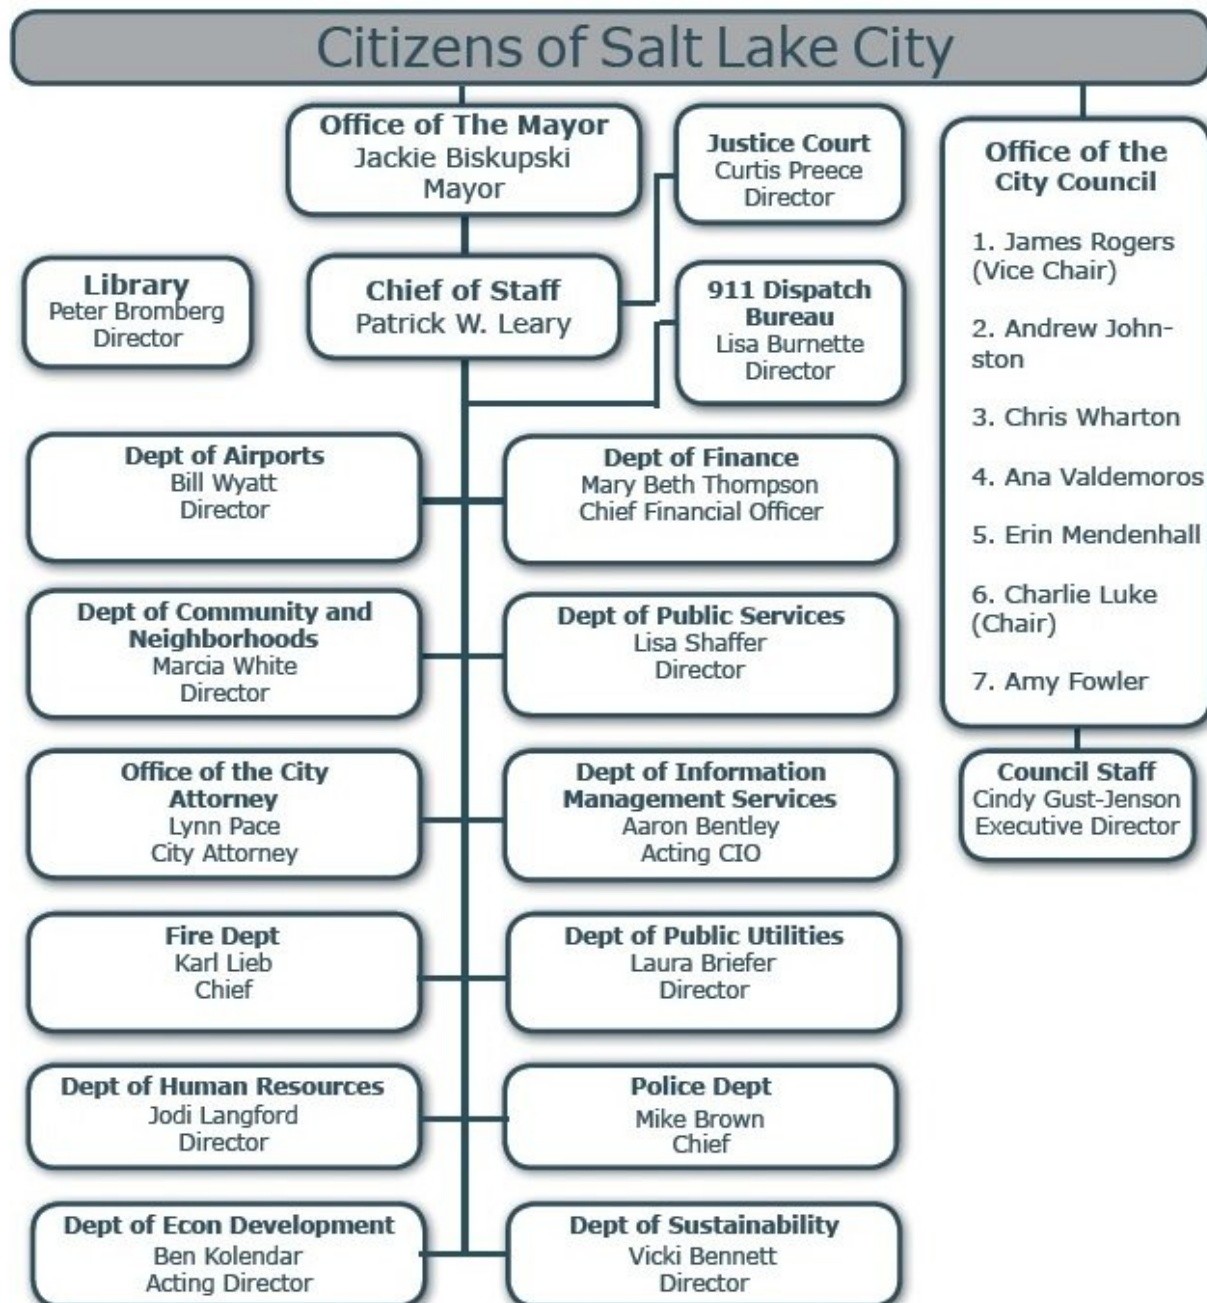 Citizens of Salt Lake City
Office of The Mayor
Jackie Biskupski
Mayor
Justice Court
Curtis Preece
Director
Library
Peter Bromberg
Director
Chief of Staff
Patrick W. Leary
911 Dispatch
Bureau
Lisa Burnette
Director
Dept of Airports
Bill Wyatt
Director
Dept of Finance
Mary Beth Thompson
Chief Financial Officer
Dept of Community and
Neighborhoods
Marcia White
Director
Dept of Public Services
Lisa Shaffer
Director
Office of the City
Attorney
Lynn Pace
City Attorney
Dept of Information
Management Services
Aaron Bentley
Acting CIO
Fire Dept
Karl Lieb
Chief
Dept of Public Utilities
Laura Briefer
Director
Dept of Human Resources
Jodi Langford
Director
Police Dept
Mike Brown
Chief
Dept of Econ Development
Ben Kolendar
Acting Director
Dept of Sustainability
Vicki Bennett
Director
Office of the
City Council
1. James Rogers
(Vice Chair)
2. Andrew John-
ston
3. Chris Wharton
4. Ana Valdemoros
5. Erin Mendenhall
6. Charlie Luke
(Chair)
7. Amy Fowler
Council Staff
Cindy Gust-Jenson
Executive Director